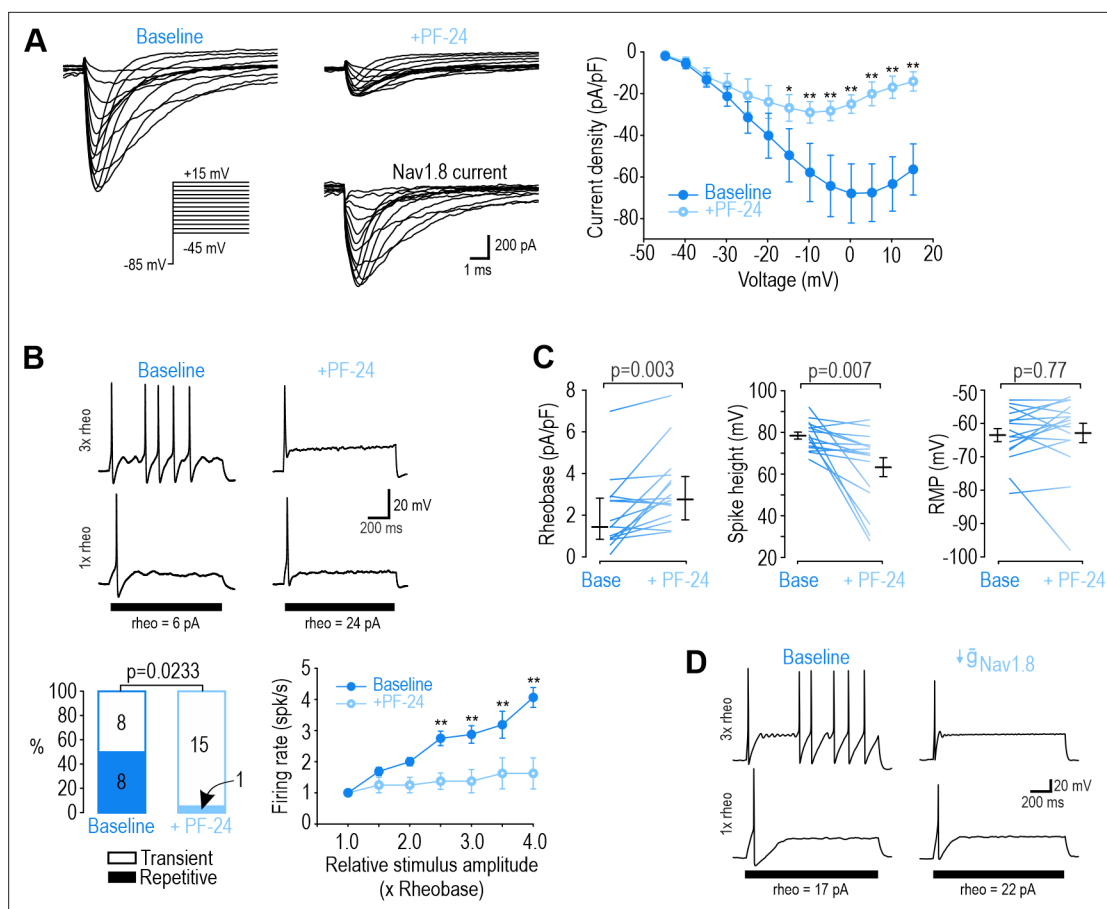 A
Baseline
+PF-24
+15 mV
-45 mV
-85 mV
Nav1.8 current
200 pA
1 ms
Current density (pA/pF)
0
-20
-40
-60
-80
* ** ** ** ** ** **
Baseline
+PF-24
-50 -40 -30 -20 -10 0 10 20
Voltage (mV)
B
Baseline
+PF-24
3x rheo
20 mV
200 ms
1x rheo
rheo = 6 pA
rheo = 24 pA
p=0.0233
%
100
80
60
40
20
0
8
8
15
1
Baseline
+ PF-24
Transient
Repetitive
Firing rate (spk/s)
5
4
3
2
1
0
Baseline
+PF-24
** ** ** **
1.0 2.0 3.0 4.0
Relative stimulus amplitude
(x Rheobase)
C
p=0.003
Rheobase (pA/pF)
8
6
4
2
0
Base + PF-24
p=0.007
Spike height (mV)
100
80
60
40
20
Base + PF-24
p=0.77
RMP (mV)
-50
-60
-70
-80
-90
-100
Base + PF-24
D
Baseline
↓ḡNav1.8
3x rheo
20 mV
200 ms
1x rheo
rheo = 17 pA
rheo = 22 pA